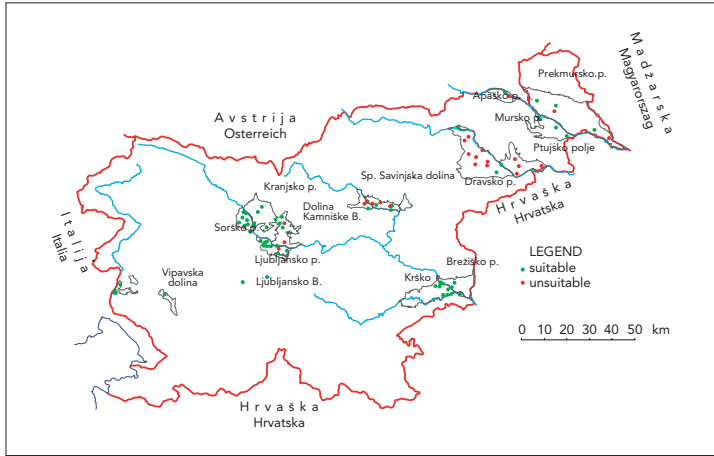 Madžarska
Magyarország
Prekmursko p.
Apaško p.
Mursko p.
Ptujsko polje
Avstrija
Osterreich
Sp. Savinjska dolina
Dravsko p.
Kranjsko p.
Dolina
Kamniške B.
Hrvaška
Hrvatska
Italija
Italia
Sorško p.
LEGEND
suitable
unsuitable
Ljubljansko p.
Brežiško p.
Vipavska
dolina
Ljubljansko B.
Krško p.
0 10 20 30 40 50 km
Hrvaška
Hrvatska